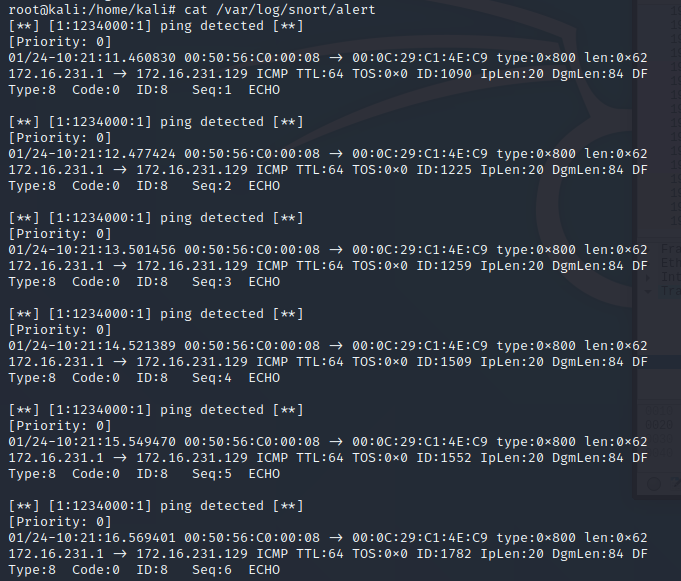 root@kali:/home/kali# cat /var/log/snort/alert
[**] [1:1234000:1] ping detected [**]
[Priority: 0]
01/24-10:21:11.460830 00:50:56:C0:00:08 -> 00:0C:29:C1:4E:C9 type:0×800 len:0×62
172.16.231.1 -> 172.16.231.129 ICMP TTL:64 TOS:0×0 ID:1090 IpLen:20 DgmLen:84 DF
Type:8  Code:0  ID:8   Seq:1  ECHO

[**] [1:1234000:1] ping detected [**]
[Priority: 0]
01/24-10:21:12.477424 00:50:56:C0:00:08 -> 00:0C:29:C1:4E:C9 type:0×800 len:0×62
172.16.231.1 -> 172.16.231.129 ICMP TTL:64 TOS:0×0 ID:1225 IpLen:20 DgmLen:84 DF
Type:8  Code:0  ID:8   Seq:2  ECHO

[**] [1:1234000:1] ping detected [**]
[Priority: 0]
01/24-10:21:13.501456 00:50:56:C0:00:08 -> 00:0C:29:C1:4E:C9 type:0×800 len:0×62
172.16.231.1 -> 172.16.231.129 ICMP TTL:64 TOS:0×0 ID:1259 IpLen:20 DgmLen:84 DF
Type:8  Code:0  ID:8   Seq:3  ECHO

[**] [1:1234000:1] ping detected [**]
[Priority: 0]
01/24-10:21:14.521389 00:50:56:C0:00:08 -> 00:0C:29:C1:4E:C9 type:0×800 len:0×62
172.16.231.1 -> 172.16.231.129 ICMP TTL:64 TOS:0×0 ID:1509 IpLen:20 DgmLen:84 DF
Type:8  Code:0  ID:8   Seq:4  ECHO

[**] [1:1234000:1] ping detected [**]
[Priority: 0]
01/24-10:21:15.549470 00:50:56:C0:00:08 -> 00:0C:29:C1:4E:C9 type:0×800 len:0×62
172.16.231.1 -> 172.16.231.129 ICMP TTL:64 TOS:0×0 ID:1552 IpLen:20 DgmLen:84 DF
Type:8  Code:0  ID:8   Seq:5  ECHO

[**] [1:1234000:1] ping detected [**]
[Priority: 0]
01/24-10:21:16.569401 00:50:56:C0:00:08 -> 00:0C:29:C1:4E:C9 type:0×800 len:0×62
172.16.231.1 -> 172.16.231.129 ICMP TTL:64 TOS:0×0 ID:1782 IpLen:20 DgmLen:84 DF
Type:8  Code:0  ID:8   Seq:6  ECHO